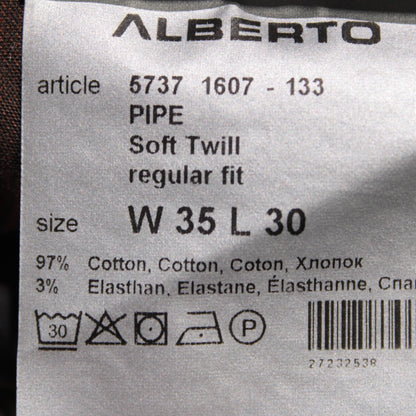 ALBERTO
article 5737 1607 - 133
PIPE
Soft Twill
regular fit
size W 35 L 30
97% Cotton, Cotton, Coton, Хлопок
3% Elasthan, Elastane, Élasthanne, Спа
30 P
27232538